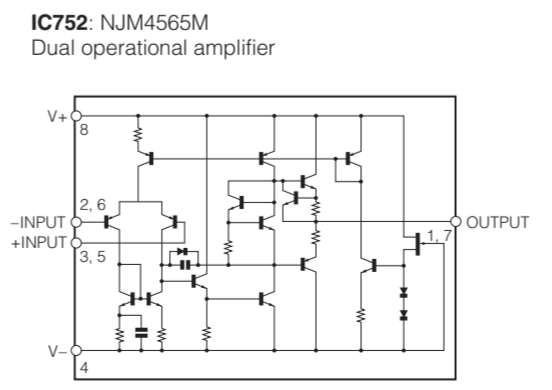 IC752: NJM4565M
Dual operational amplifier
V+
8
2, 6
–INPUT
+INPUT
3, 5
1, 7
OUTPUT
V–
4